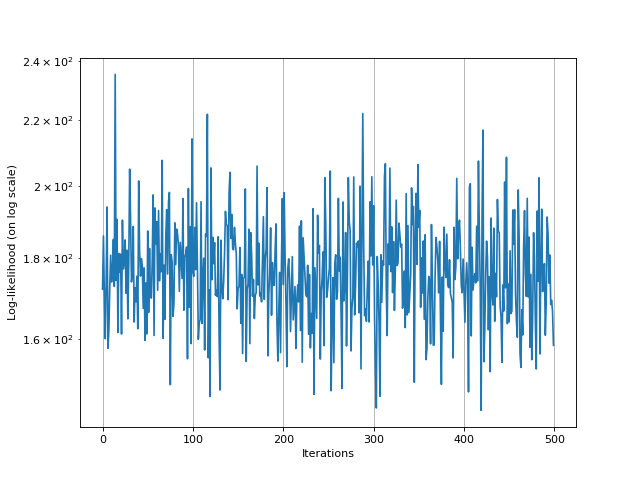 2.4 × 10²
2.2 × 10²
2 × 10²
1.8 × 10²
1.6 × 10²
Log-likelihood (on log scale)
0 100 200 300 400 500
Iterations